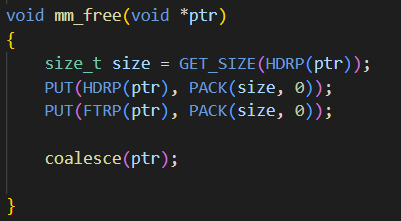 void mm_free(void *ptr)
{
    size_t size = GET_SIZE(HDRP(ptr));
    PUT(HDRP(ptr), PACK(size, 0));
    PUT(FTRP(ptr), PACK(size, 0));

    coalesce(ptr);

}